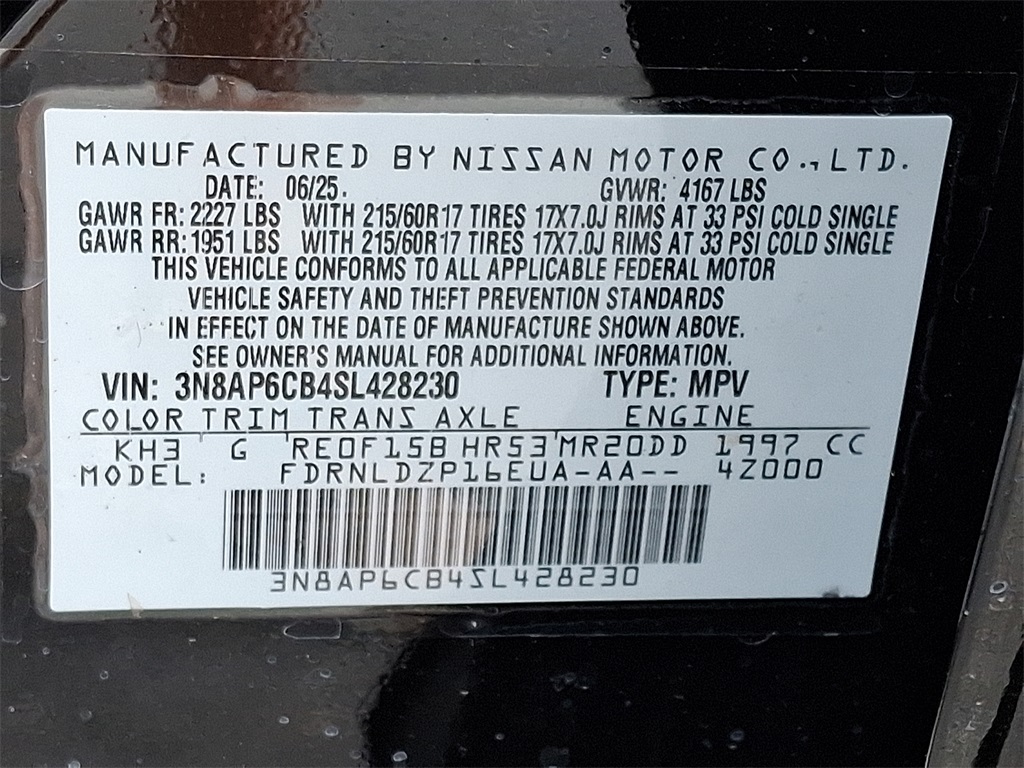 MANUFACTURED BY NISSAN MOTOR CO., LTD.
DATE: 06/25. GVWR: 4167 LBS
GAWR FR: 2227 LBS WITH 215/60R17 TIRES 17X7.0J RIMS AT 33 PSI COLD SINGLE
GAWR RR: 1951 LBS WITH 215/60R17 TIRES 17X7.0J RIMS AT 33 PSI COLD SINGLE
THIS VEHICLE CONFORMS TO ALL APPLICABLE FEDERAL MOTOR
VEHICLE SAFETY AND THEFT PREVENTION STANDARDS
IN EFFECT ON THE DATE OF MANUFACTURE SHOWN ABOVE.
SEE OWNER'S MANUAL FOR ADDITIONAL INFORMATION.
VIN: 3N8AP6CB4SL428230 TYPE: MPV
COLOR TRIM TRANS AXLE ENGINE
KH3 G RE0F15B HR53 MR20DD 1997 CC
MODEL: FDRNLDZP16EUA-AA-- 4Z000
3N8AP6CB4SL428230